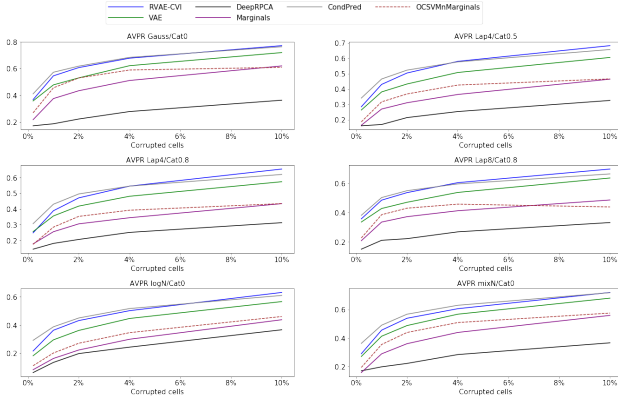 RVAE-CVI DeepRPCA CondPred OCSVMnMarginals
VAE Marginals
AVPR Gauss/Cat0 AVPR Lap4/Cat0.5
0.8 0.7
0.6 0.6
0.5
0.4 0.4
0.3
0.2 0.2
0% 2% 4% 6% 8% 10% 0% 2% 4% 6% 8% 10%
Corrupted cells Corrupted cells
AVPR Lap4/Cat0.8 AVPR Lap8/Cat0.8
0.6 0.6
0.5
0.4 0.4
0.3
0.2 0.2
0% 2% 4% 6% 8% 10% 0% 2% 4% 6% 8% 10%
Corrupted cells Corrupted cells
AVPR logN/Cat0 AVPR mixN/Cat0
0.6 0.6
0.4 0.4
0.2 0.2
0% 2% 4% 6% 8% 10% 0% 2% 4% 6% 8% 10%
Corrupted cells Corrupted cells